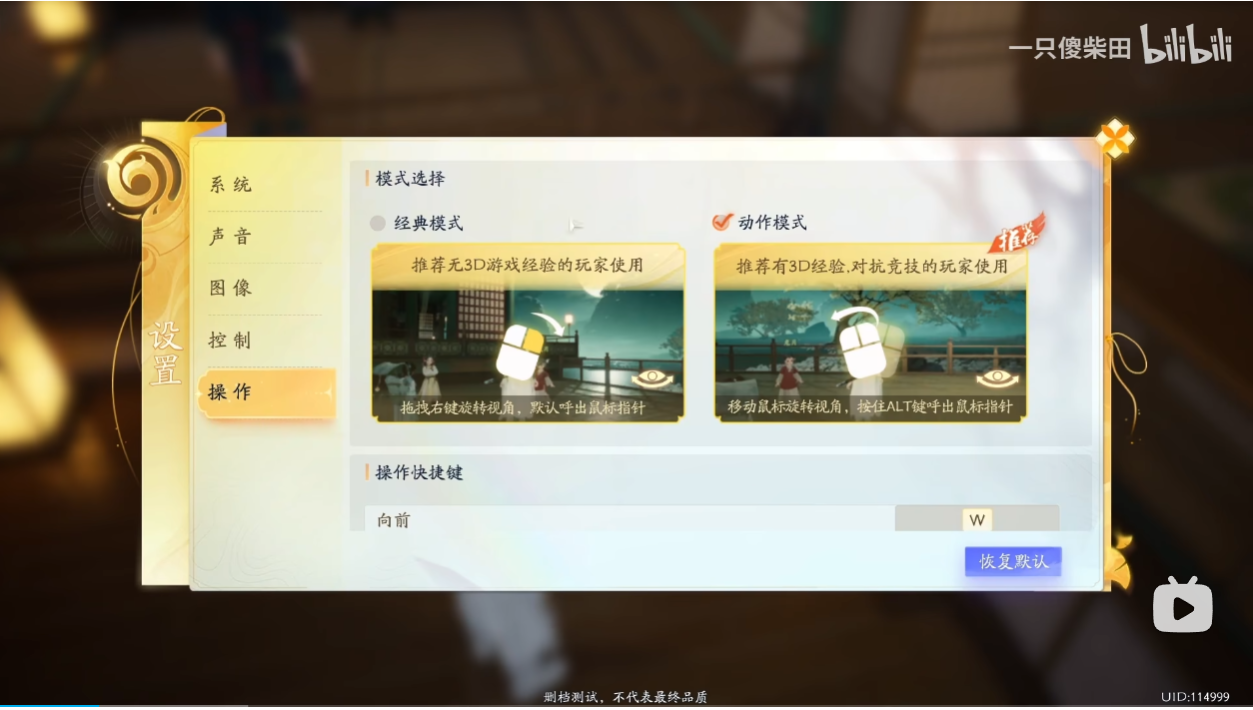 一只傻柴田 bilibili
设置
系统
声音
图像
控制
操作
模式选择
经典模式
动作模式
推荐
推荐无3D游戏经验的玩家使用
推荐有3D经验.对抗竞技的玩家使用
拖拽右键旋转视角，默认呼出鼠标指针
移动鼠标旋转视角，按住ALT键呼出鼠标指针
操作快捷键
向前
W
恢复默认
删档测试，不代表最终品质
UID:114999